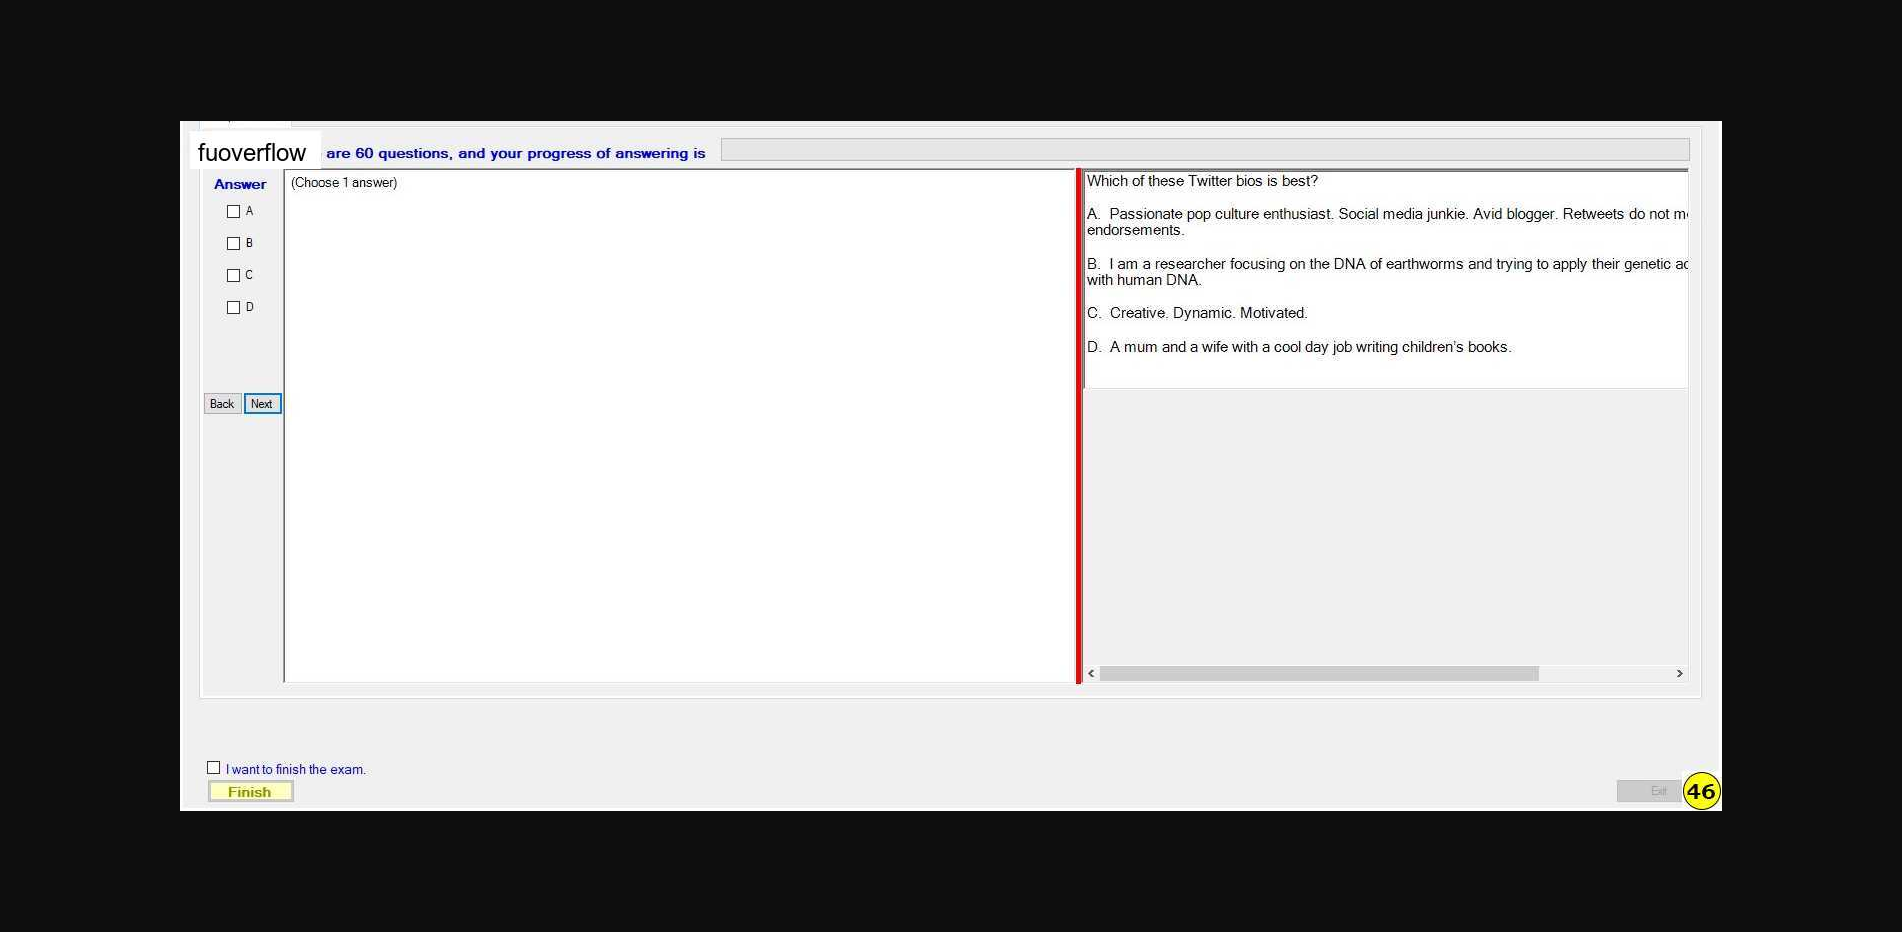 fuoverflow are 60 questions, and your progress of answering is
Answer
A
B
C
D
Back Next
(Choose 1 answer)
Which of these Twitter bios is best?
A. Passionate pop culture enthusiast. Social media junkie. Avid blogger. Retweets do not
endorsements.
B. I am a researcher focusing on the DNA of earthworms and trying to apply their genetic
with human DNA.
C. Creative. Dynamic. Motivated.
D. A mum and a wife with a cool day job writing children's books.
I want to finish the exam.
Finish
Exit
46